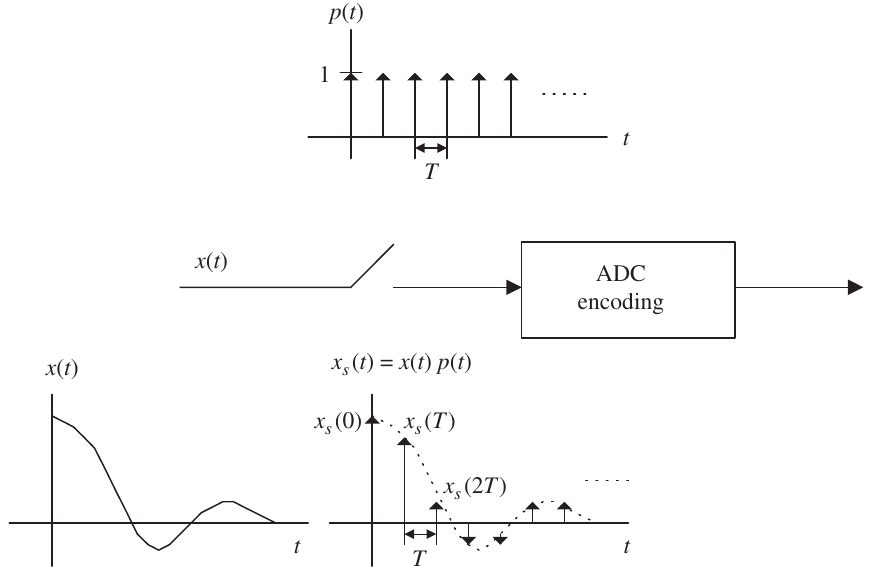 p(t)
1
.....
t
T
x(t)
ADC
encoding
x(t)
x_s(t) = x(t) p(t)
x_s(0)
x_s(T)
x_s(2T)
.....
T
t
t